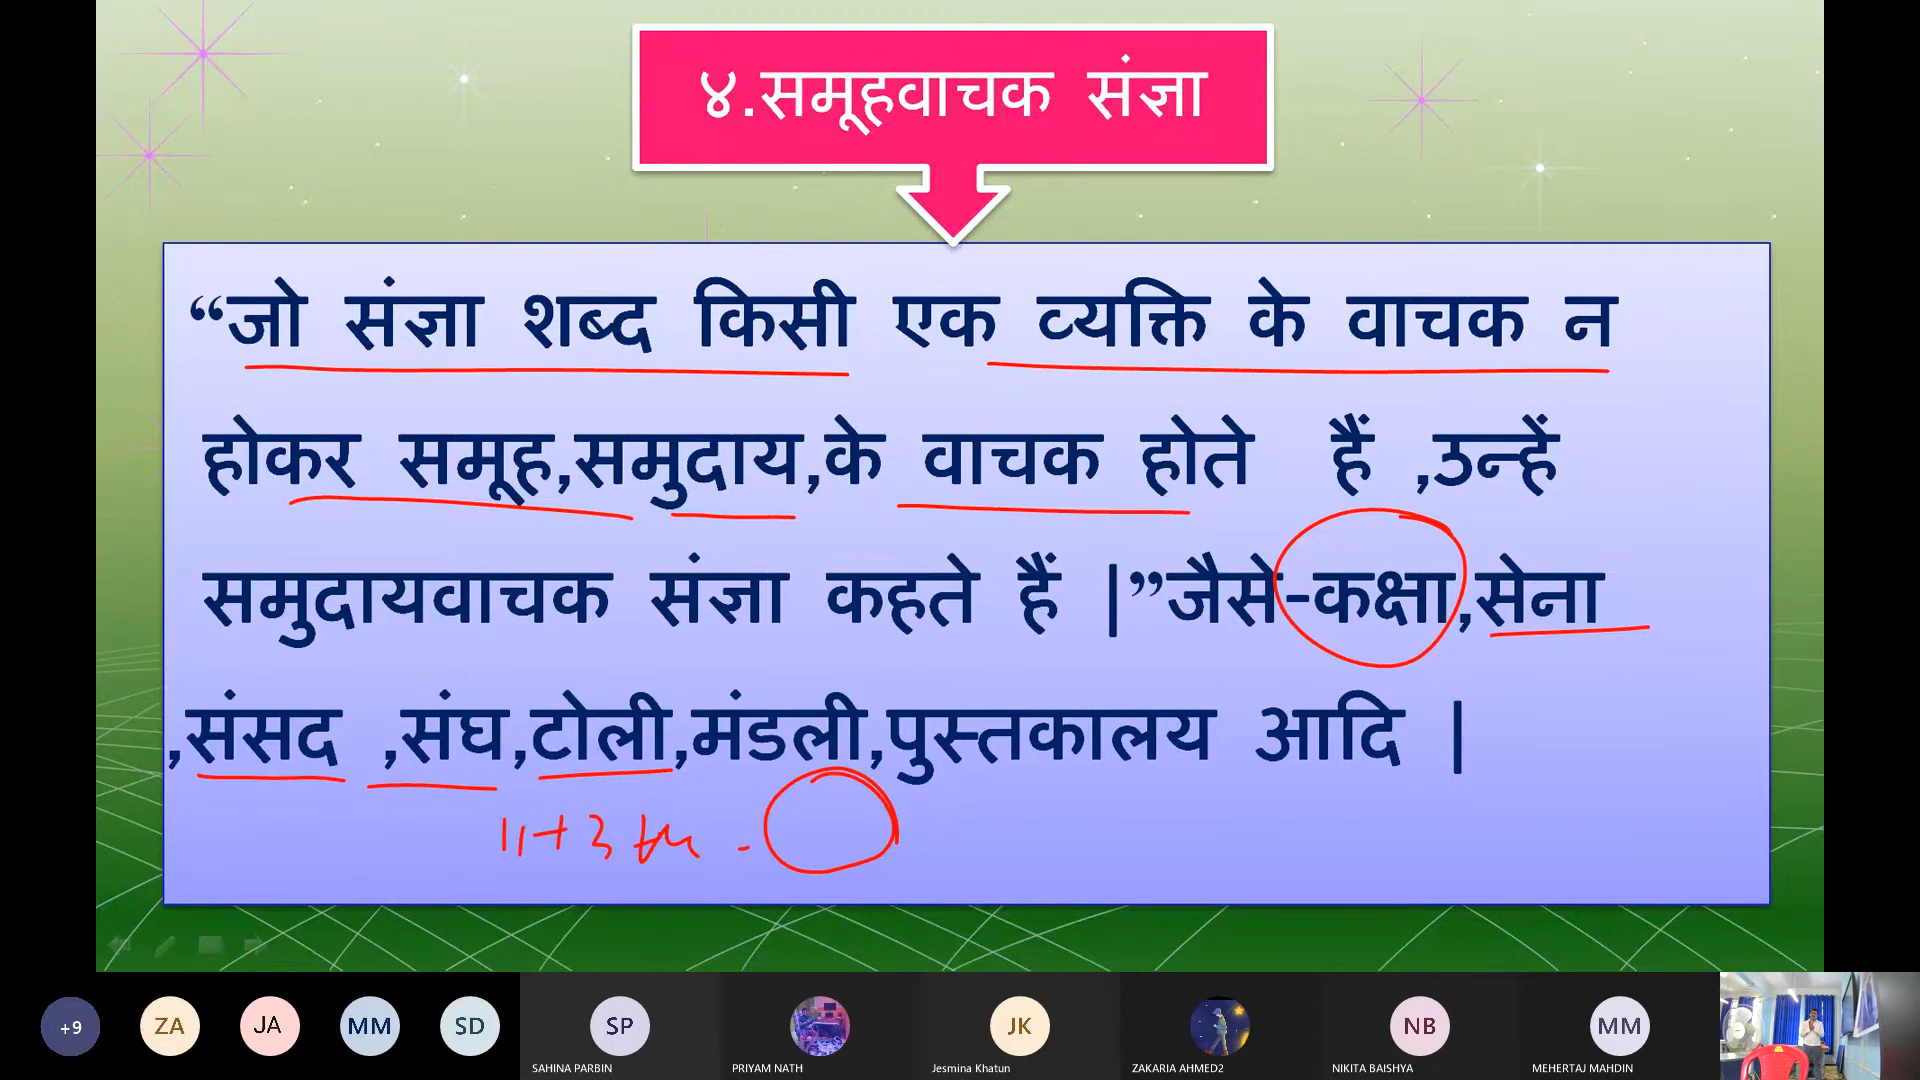 ४.समूहवाचक संज्ञा
“जो संज्ञा शब्द किसी एक व्यक्ति के वाचक न
होकर समूह,समुदाय,के वाचक होते हैं ,उन्हें
समुदायवाचक संज्ञा कहते हैं |”जैसे-कक्षा,सेना
,संसद ,संघ,टोली,मंडली,पुस्तकालय आदि |
11+3
+9 ZA JA MM SD SP JK NB MM
SAHINA PARBIN PRIYAM NATH Jesmina Khatun ZAKARIA AHMED2 NIKITA BAISHYA MEHERTAJ MAHDIN